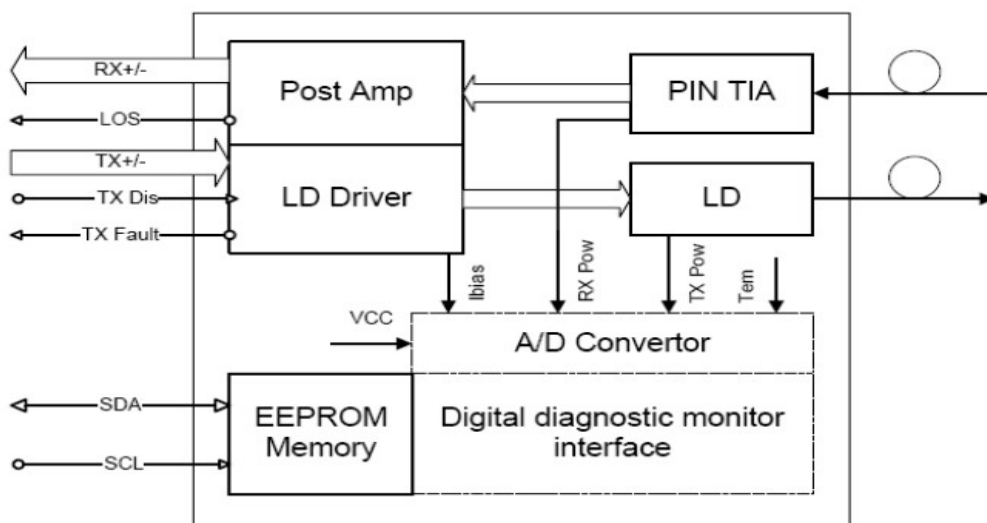 RX+/-
Post Amp
PIN TIA
LOS
TX+/-
LD Driver
LD
TX Dis
TX Fault
Ibias
RX Pow
TX Pow
Tem
VCC
A/D Convertor
SDA
EEPROM
Memory
Digital diagnostic monitor
interface
SCL